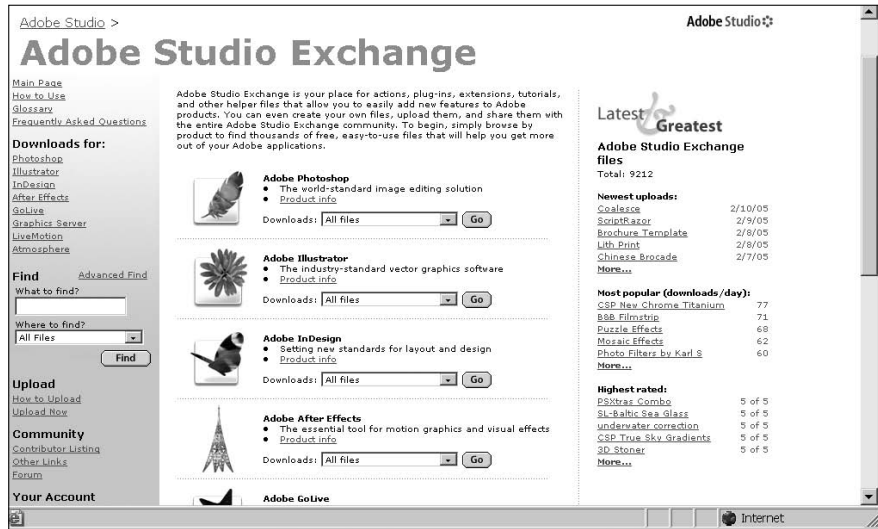 Adobe Studio >
Adobe Studio
Adobe Studio Exchange
Main Page
How to Use
Glossary
Frequently Asked Questions
Downloads for:
Photoshop
Illustrator
InDesign
After Effects
GoLive
Graphics Server
LiveMotion
Atmosphere
Find Advanced Find
What to find?
Where to find?
All Files
Find
Upload
How to Upload
Upload Now
Community
Contributor Listing
Other Links
Forum
Your Account
Adobe Studio Exchange is your place for actions, plug-ins, extensions, tutorials,
and other helper files that allow you to easily add new features to Adobe
products. You can even create your own files, upload them, and share them with
the entire Adobe Studio Exchange community. To begin, simply browse by
product to find thousands of free, easy-to-use files that will help you get more
out of your Adobe applications.
Adobe Photoshop
• The world-standard image editing solution
• Product info
Downloads: All files Go
Adobe Illustrator
• The industry-standard vector graphics software
• Product info
Downloads: All files Go
Adobe InDesign
• Setting new standards for layout and design
• Product info
Downloads: All files Go
Adobe After Effects
• The essential tool for motion graphics and visual effects
• Product info
Downloads: All files Go
Adobe GoLive
Latest
&
Greatest
Adobe Studio Exchange
files
Total: 9212
Newest uploads:
Coalesce 2/10/05
ScriptRazor 2/9/05
Brochure Template 2/8/05
Lith Print 2/8/05
Chinese Brocade 2/7/05
More...
Most popular (downloads/day):
CSP New Chrome Titanium 77
B&B Filmstrip 71
Puzzle Effects 68
Mosaic Effects 62
Photo Filters by Karl S 60
More...
Highest rated:
PSXtras Combo 5 of 5
SL-Baltic Sea Glass 5 of 5
underwater correction 5 of 5
CSP True Sky Gradients 5 of 5
3D Stoner 5 of 5
More...
Internet